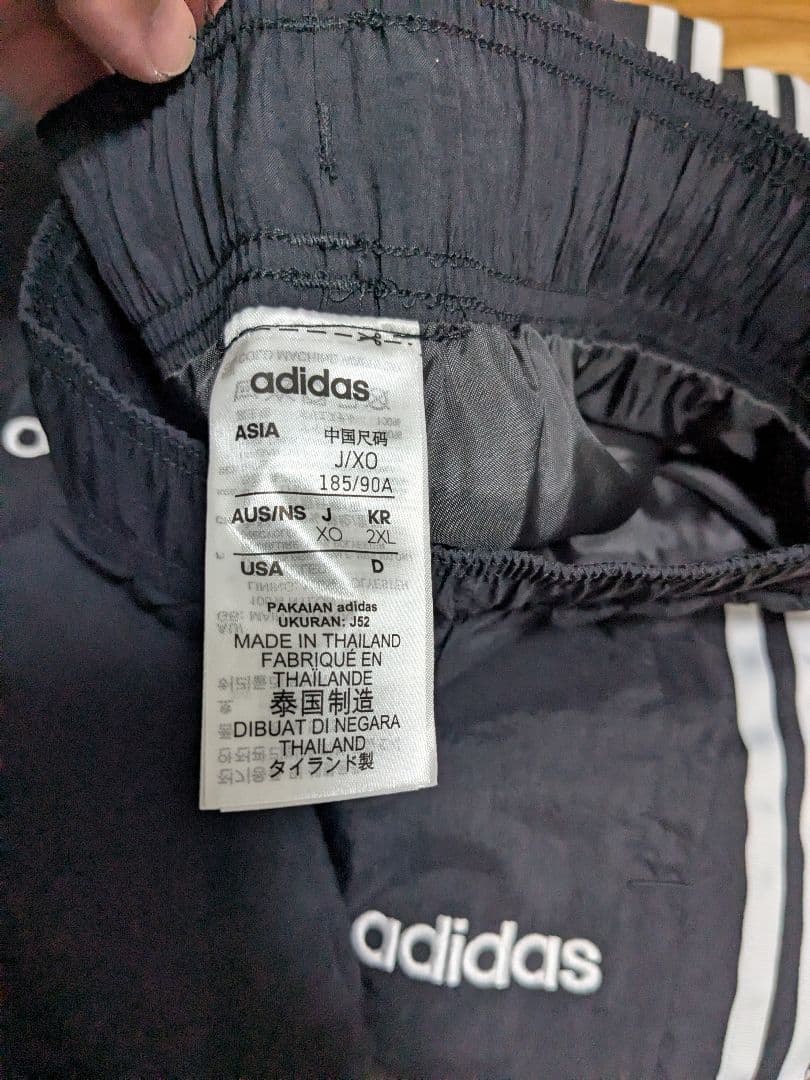 adidas
ASIA 中国尺码
J/XO
185/90A
AUS/NS J KR
XO 2XL
USA D
PAKAIAN adidas
UKURAN: J52
MADE IN THAILAND
FABRIQUÉ EN
THAÏLANDE
泰国制造
DIBUAT DI NEGARA
THAILAND
タイランド製
adidas